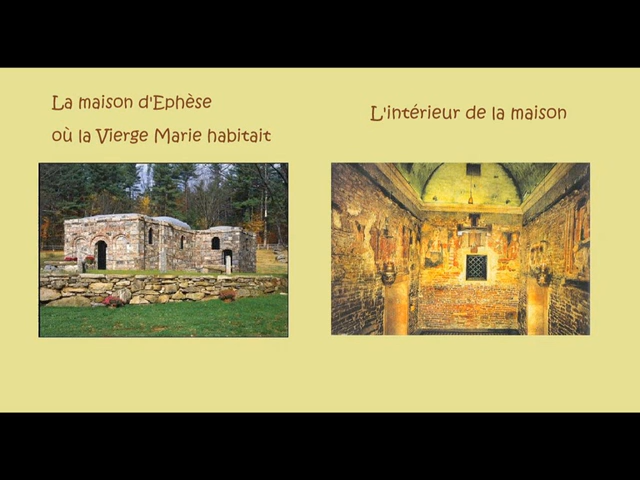 La maison d'Ephèse
où la Vierge Marie habitait
L'intérieur de la maison